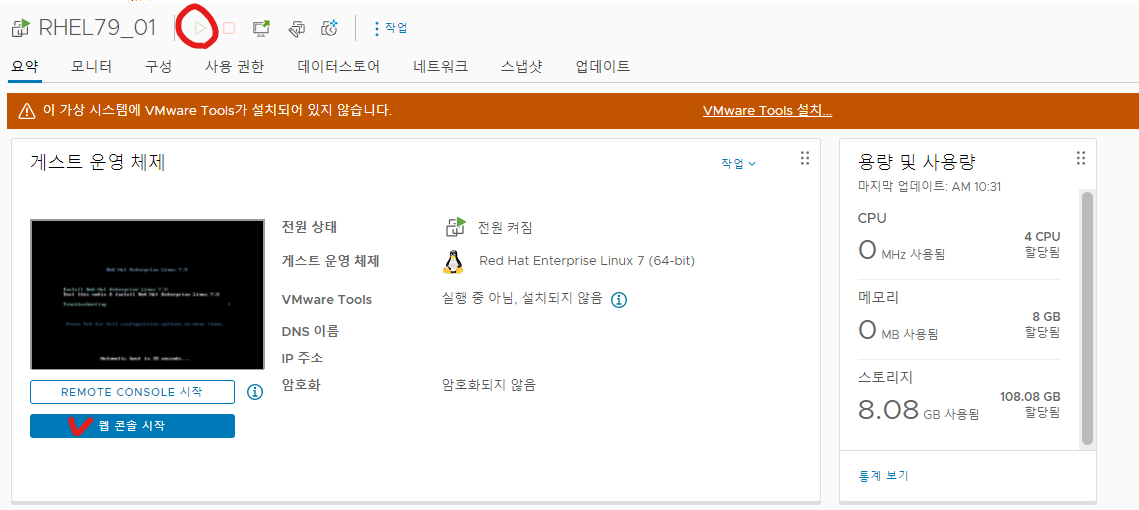 RHEL79_01
작업
요약 모니터 구성 사용 권한 데이터스토어 네트워크 스냅샷 업데이트
이 가상 시스템에 VMware Tools가 설치되어 있지 않습니다. VMware Tools 설치...
게스트 운영 체제
작업
Red Hat Enterprise Linux 7.9
Install Red Hat Enterprise Linux 7.9
Test this media & install Red Hat Enterprise Linux 7.9
Troubleshooting
Press Tab for full configuration options on menu items.
Automatic boot in
seconds...
REMOTE CONSOLE 시작
웹 콘솔 시작
전원 상태 전원 켜짐
게스트 운영 체제 Red Hat Enterprise Linux 7 (64-bit)
VMware Tools 실행 중 아님, 설치되지 않음
DNS 이름
IP 주소
암호화 암호화되지 않음
용량 및 사용량
마지막 업데이트: AM 10:31
CPU
0 MHz 사용됨
4 CPU
할당됨
메모리
0 MB 사용됨
8 GB
할당됨
스토리지
8.08 GB 사용됨
108.08 GB
할당됨
통계 보기